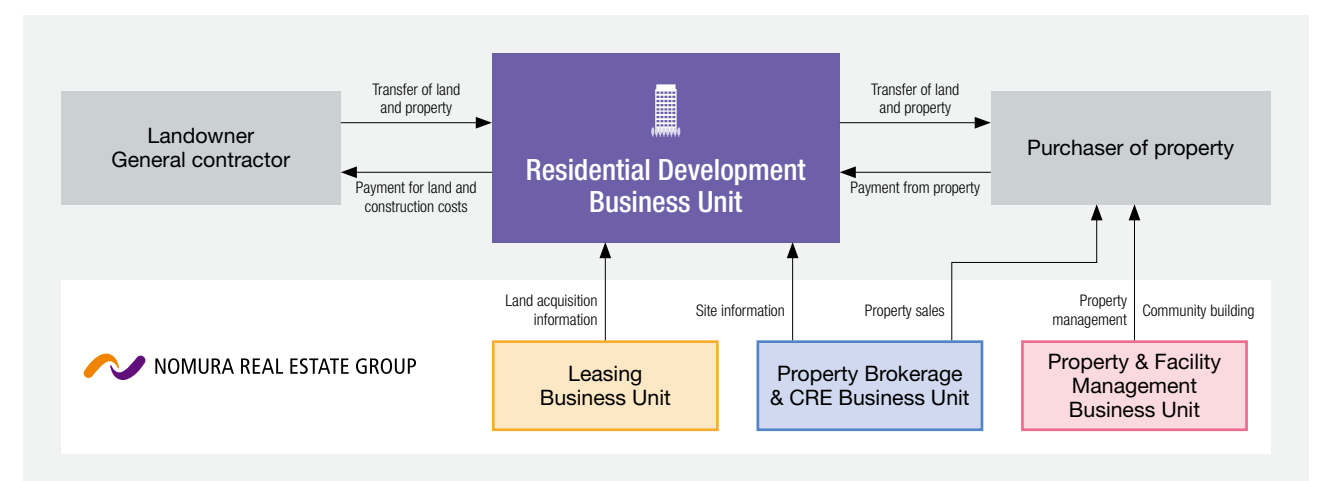 Landowner
General contractor
Transfer of land
and property
Payment for land and
construction costs
Residential Development
Business Unit
Transfer of land
and property
Payment from property
Purchaser of property
Land acquisition
information
Site information
Property sales
Property
management
Community building
NOMURA REAL ESTATE GROUP
Leasing
Business Unit
Property Brokerage
& CRE Business Unit
Property & Facility
Management
Business Unit